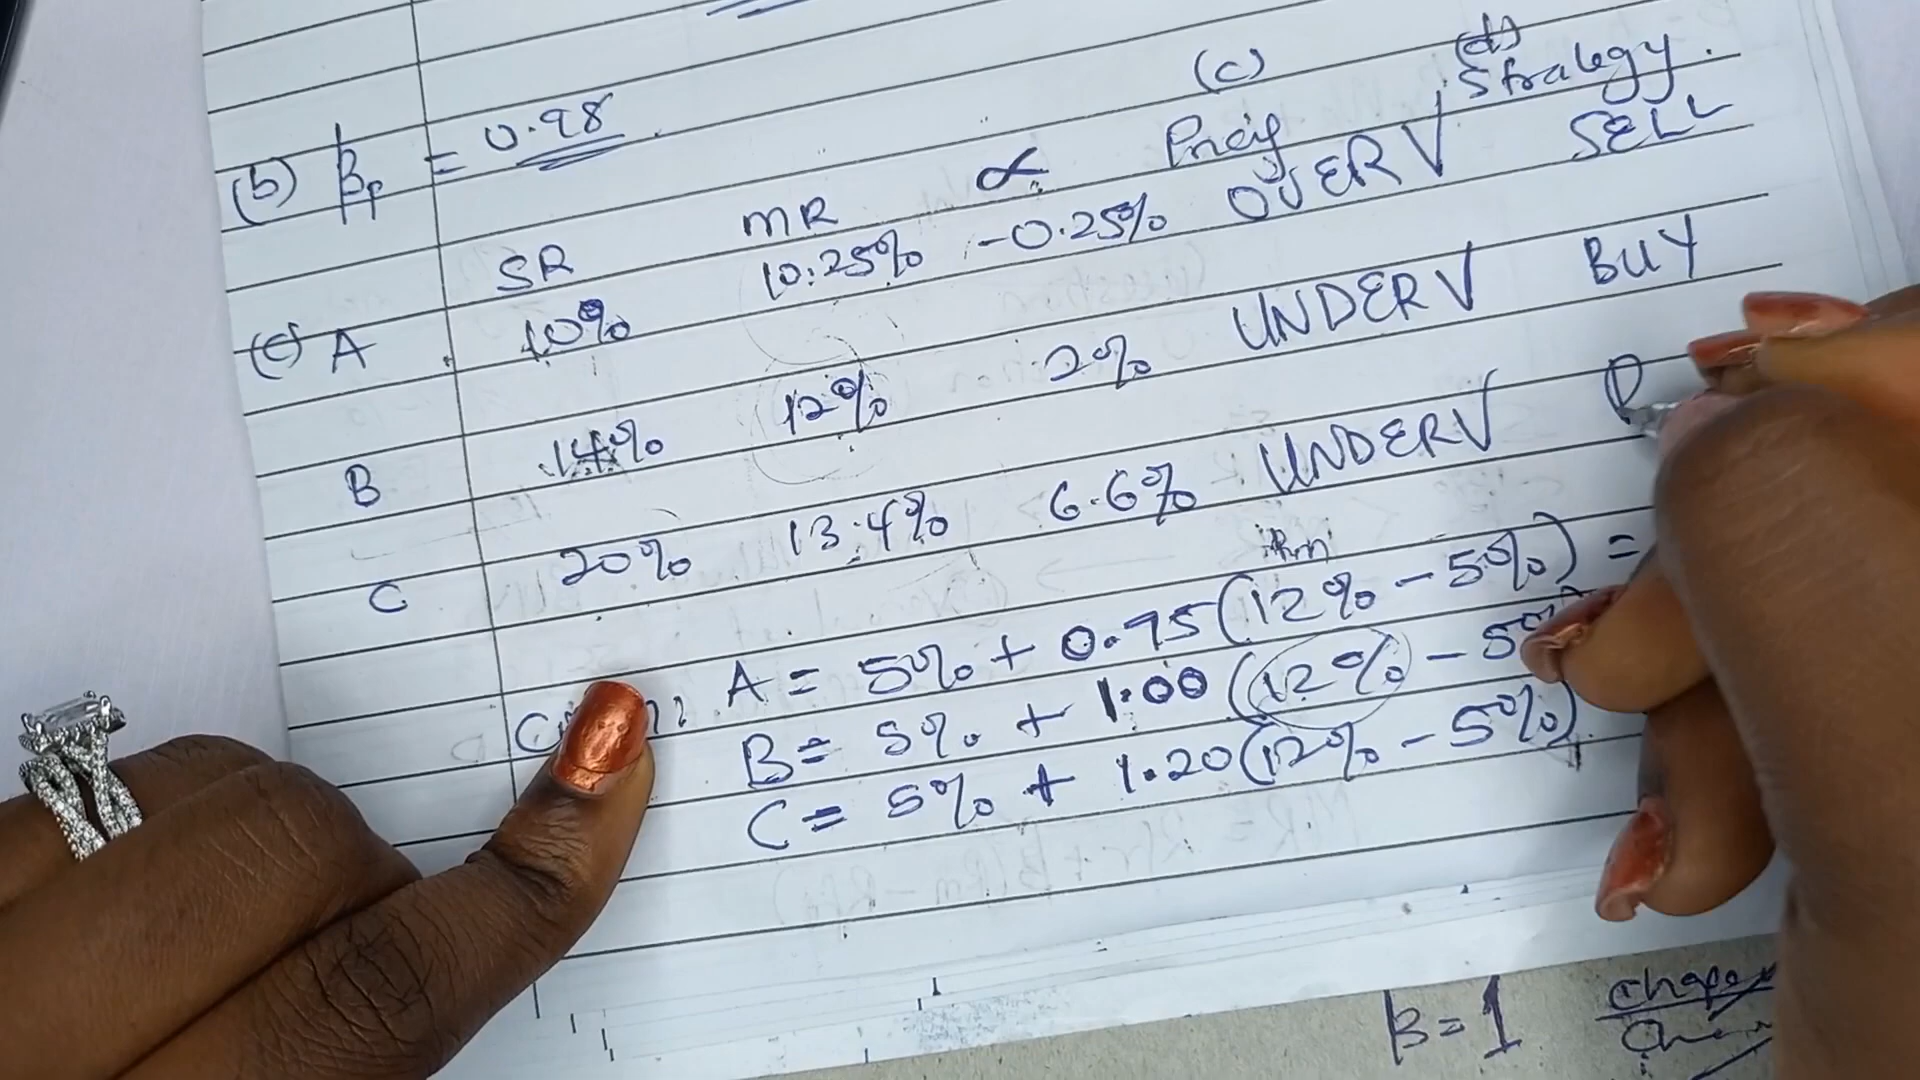 (b) βp = 0.98
(c) (d)
SR MR α Pricing Strategy.
(c) A 10% 10.25% -0.25% OVERV SELL
B 14% 12% 2% UNDERV BUY
C 20% 13.4% 6.6% UNDERV
Rm
A = 5% + 0.75(12% - 5%) =
B = 5% + 1.00(12% - 5%
C = 5% + 1.20(12% - 5%)
β = 1